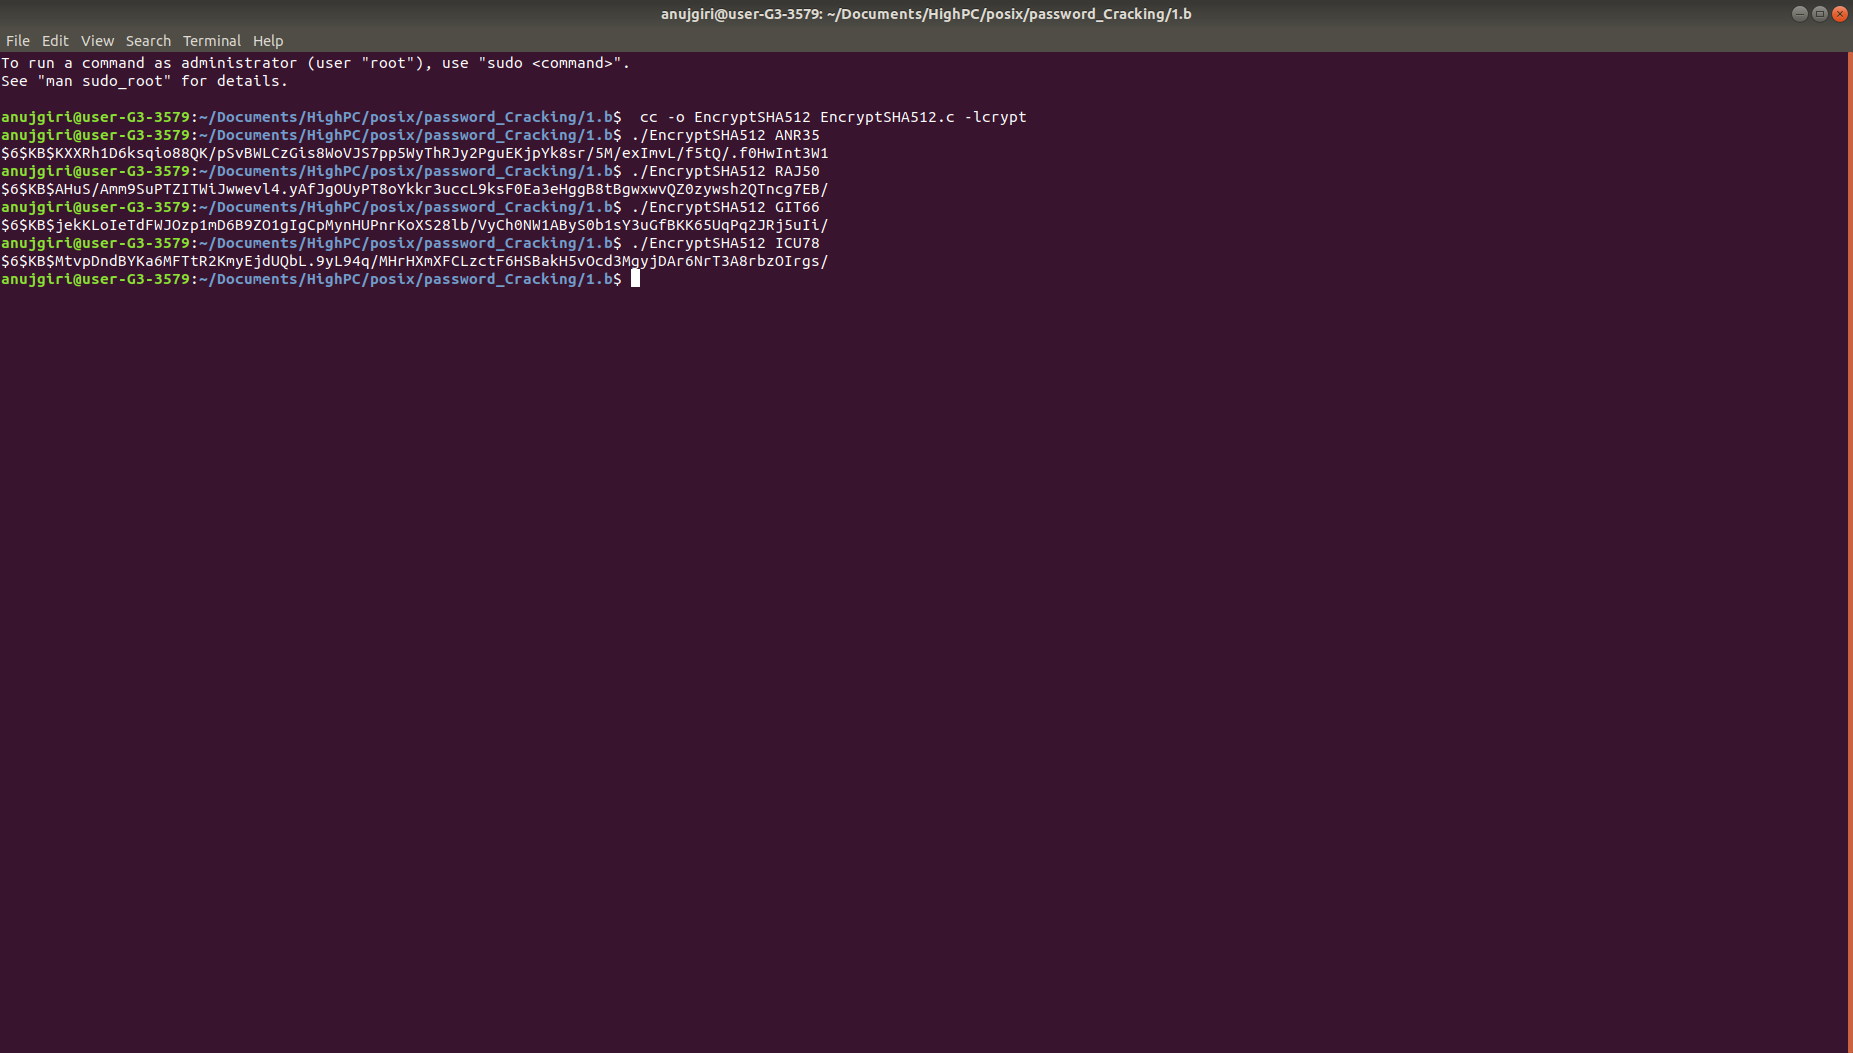 anujgiri@user-G3-3579: ~/Documents/HighPC/posix/password_Cracking/1.b
File Edit View Search Terminal Help
To run a command as administrator (user "root"), use "sudo <command>".
See "man sudo_root" for details.
anujgiri@user-G3-3579:~/Documents/HighPC/posix/password_Cracking/1.b$  cc -o EncryptSHA512 EncryptSHA512.c -lcrypt
anujgiri@user-G3-3579:~/Documents/HighPC/posix/password_Cracking/1.b$ ./EncryptSHA512 ANR35
$6$KB$KXXRh1D6ksqio88QK/pSvBWLCzGis8WoVJS7pp5WyThRJy2PguEKjpYk8sr/5M/exImvL/f5tQ/.f0HwInt3W1
anujgiri@user-G3-3579:~/Documents/HighPC/posix/password_Cracking/1.b$ ./EncryptSHA512 RAJ50
$6$KB$AHuS/Amm9SuPTZITWiJwwevl4.yAfJgOUyPT8oYkkr3uccL9ksF0Ea3eHggB8tBgwxwvQZ0zywsh2QTncg7EB/
anujgiri@user-G3-3579:~/Documents/HighPC/posix/password_Cracking/1.b$ ./EncryptSHA512 GIT66
$6$KB$jekKLoIeTdFWJOzp1mD6B9ZO1gIgCpMynHUPnrKoXS28lb/VyCh0NW1AByS0b1sY3uGfBKK65UqPq2JRj5uIi/
anujgiri@user-G3-3579:~/Documents/HighPC/posix/password_Cracking/1.b$ ./EncryptSHA512 ICU78
$6$KB$MtvpDndBYKa6MFTtR2KmyEjdUQbL.9yL94q/MHrHXmXFCLzctF6HSBakH5vOcd3MgyjDAr6NrT3A8rbzOIrgs/
anujgiri@user-G3-3579:~/Documents/HighPC/posix/password_Cracking/1.b$